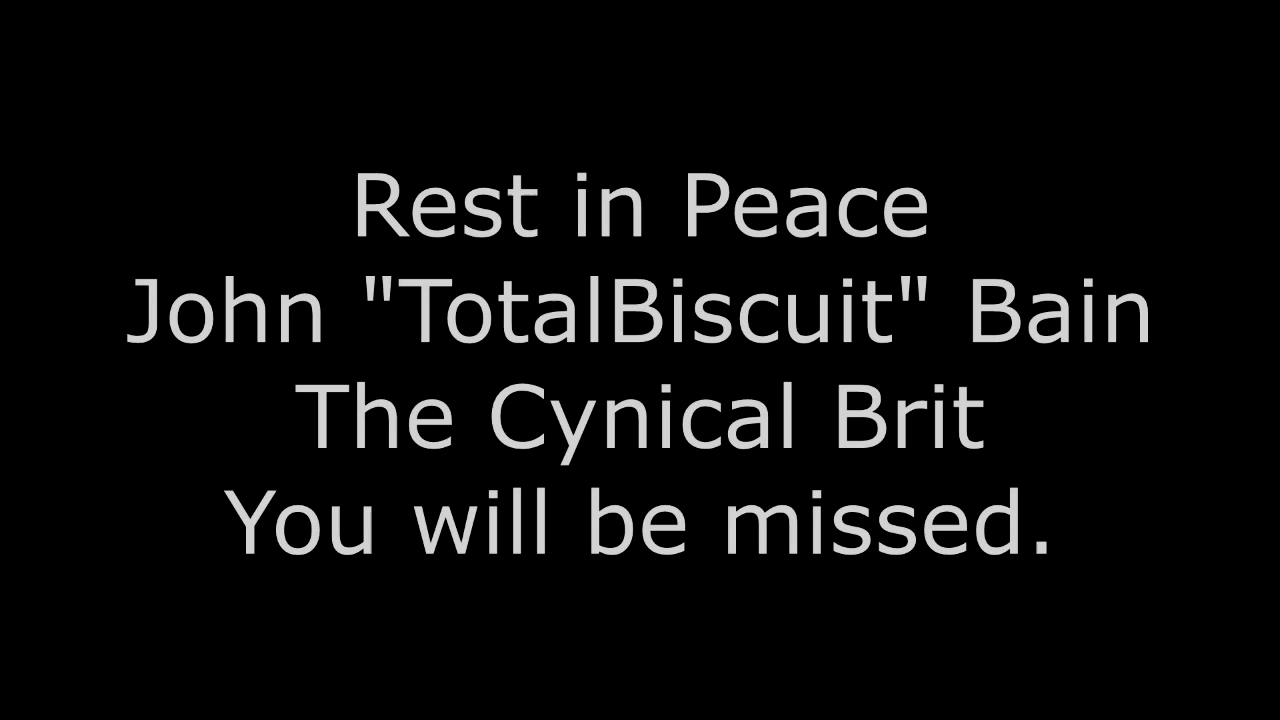 Rest in Peace
John "TotalBiscuit" Bain
The Cynical Brit
You will be missed.